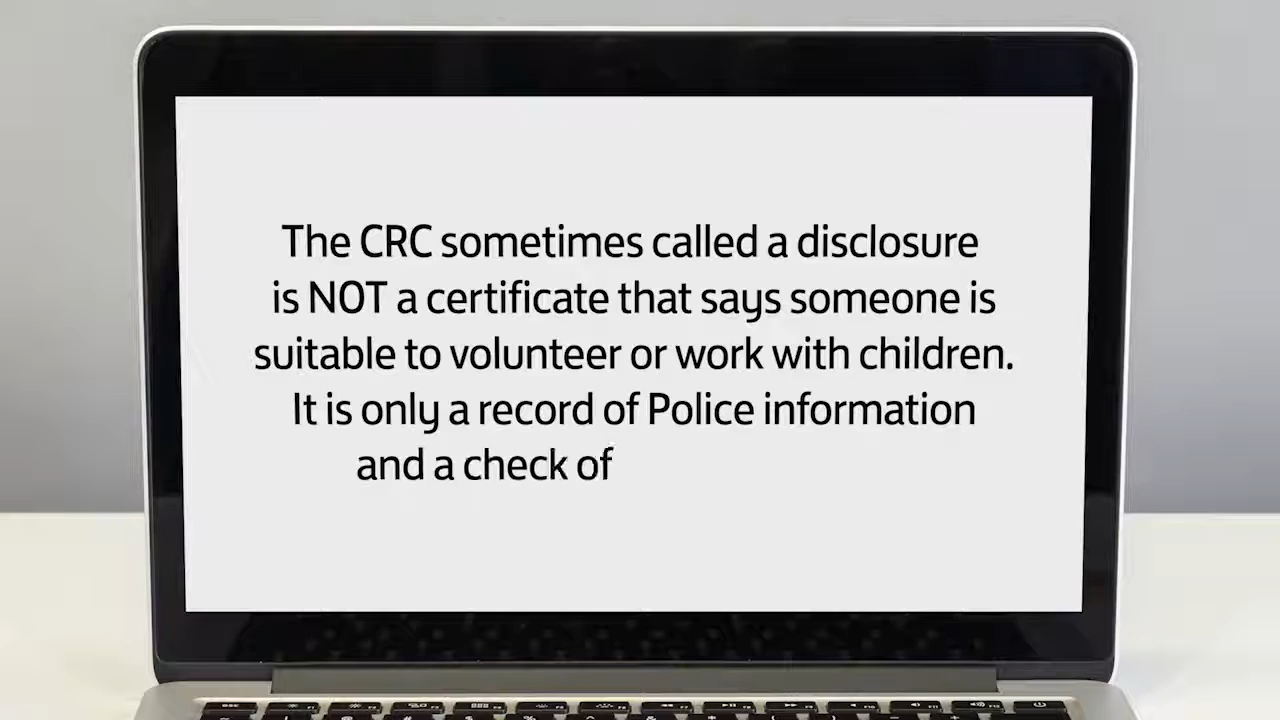 The CRC sometimes called a disclosure
is NOT a certificate that says someone is
suitable to volunteer or work with children.
It is only a record of Police information
and a check of